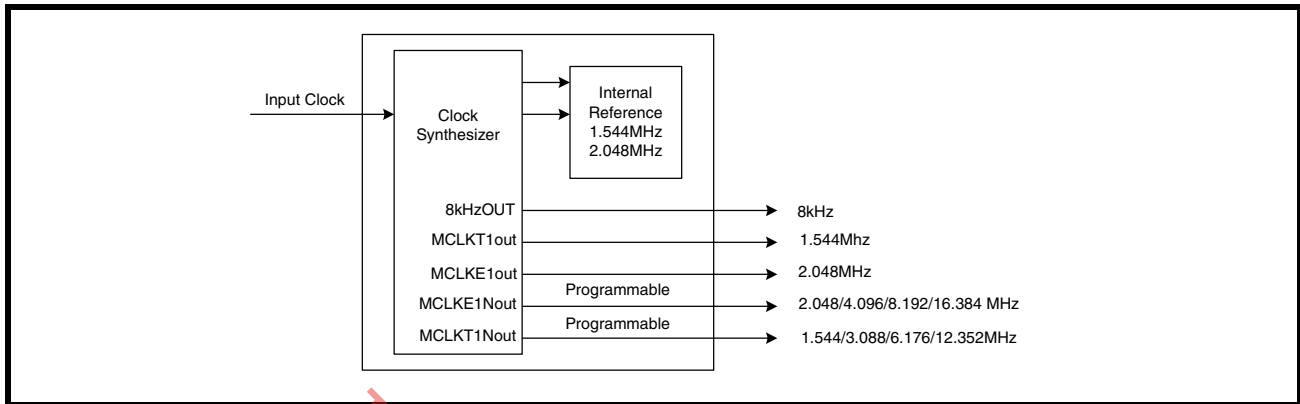 Input Clock
Clock
Synthesizer
Internal
Reference
1.544MHz
2.048MHz
8kHzOUT
8kHz
MCLKT1out
1.544Mhz
MCLKE1out
2.048MHz
Programmable
MCLKE1Nout
2.048/4.096/8.192/16.384 MHz
Programmable
MCLKT1Nout
1.544/3.088/6.176/12.352MHz